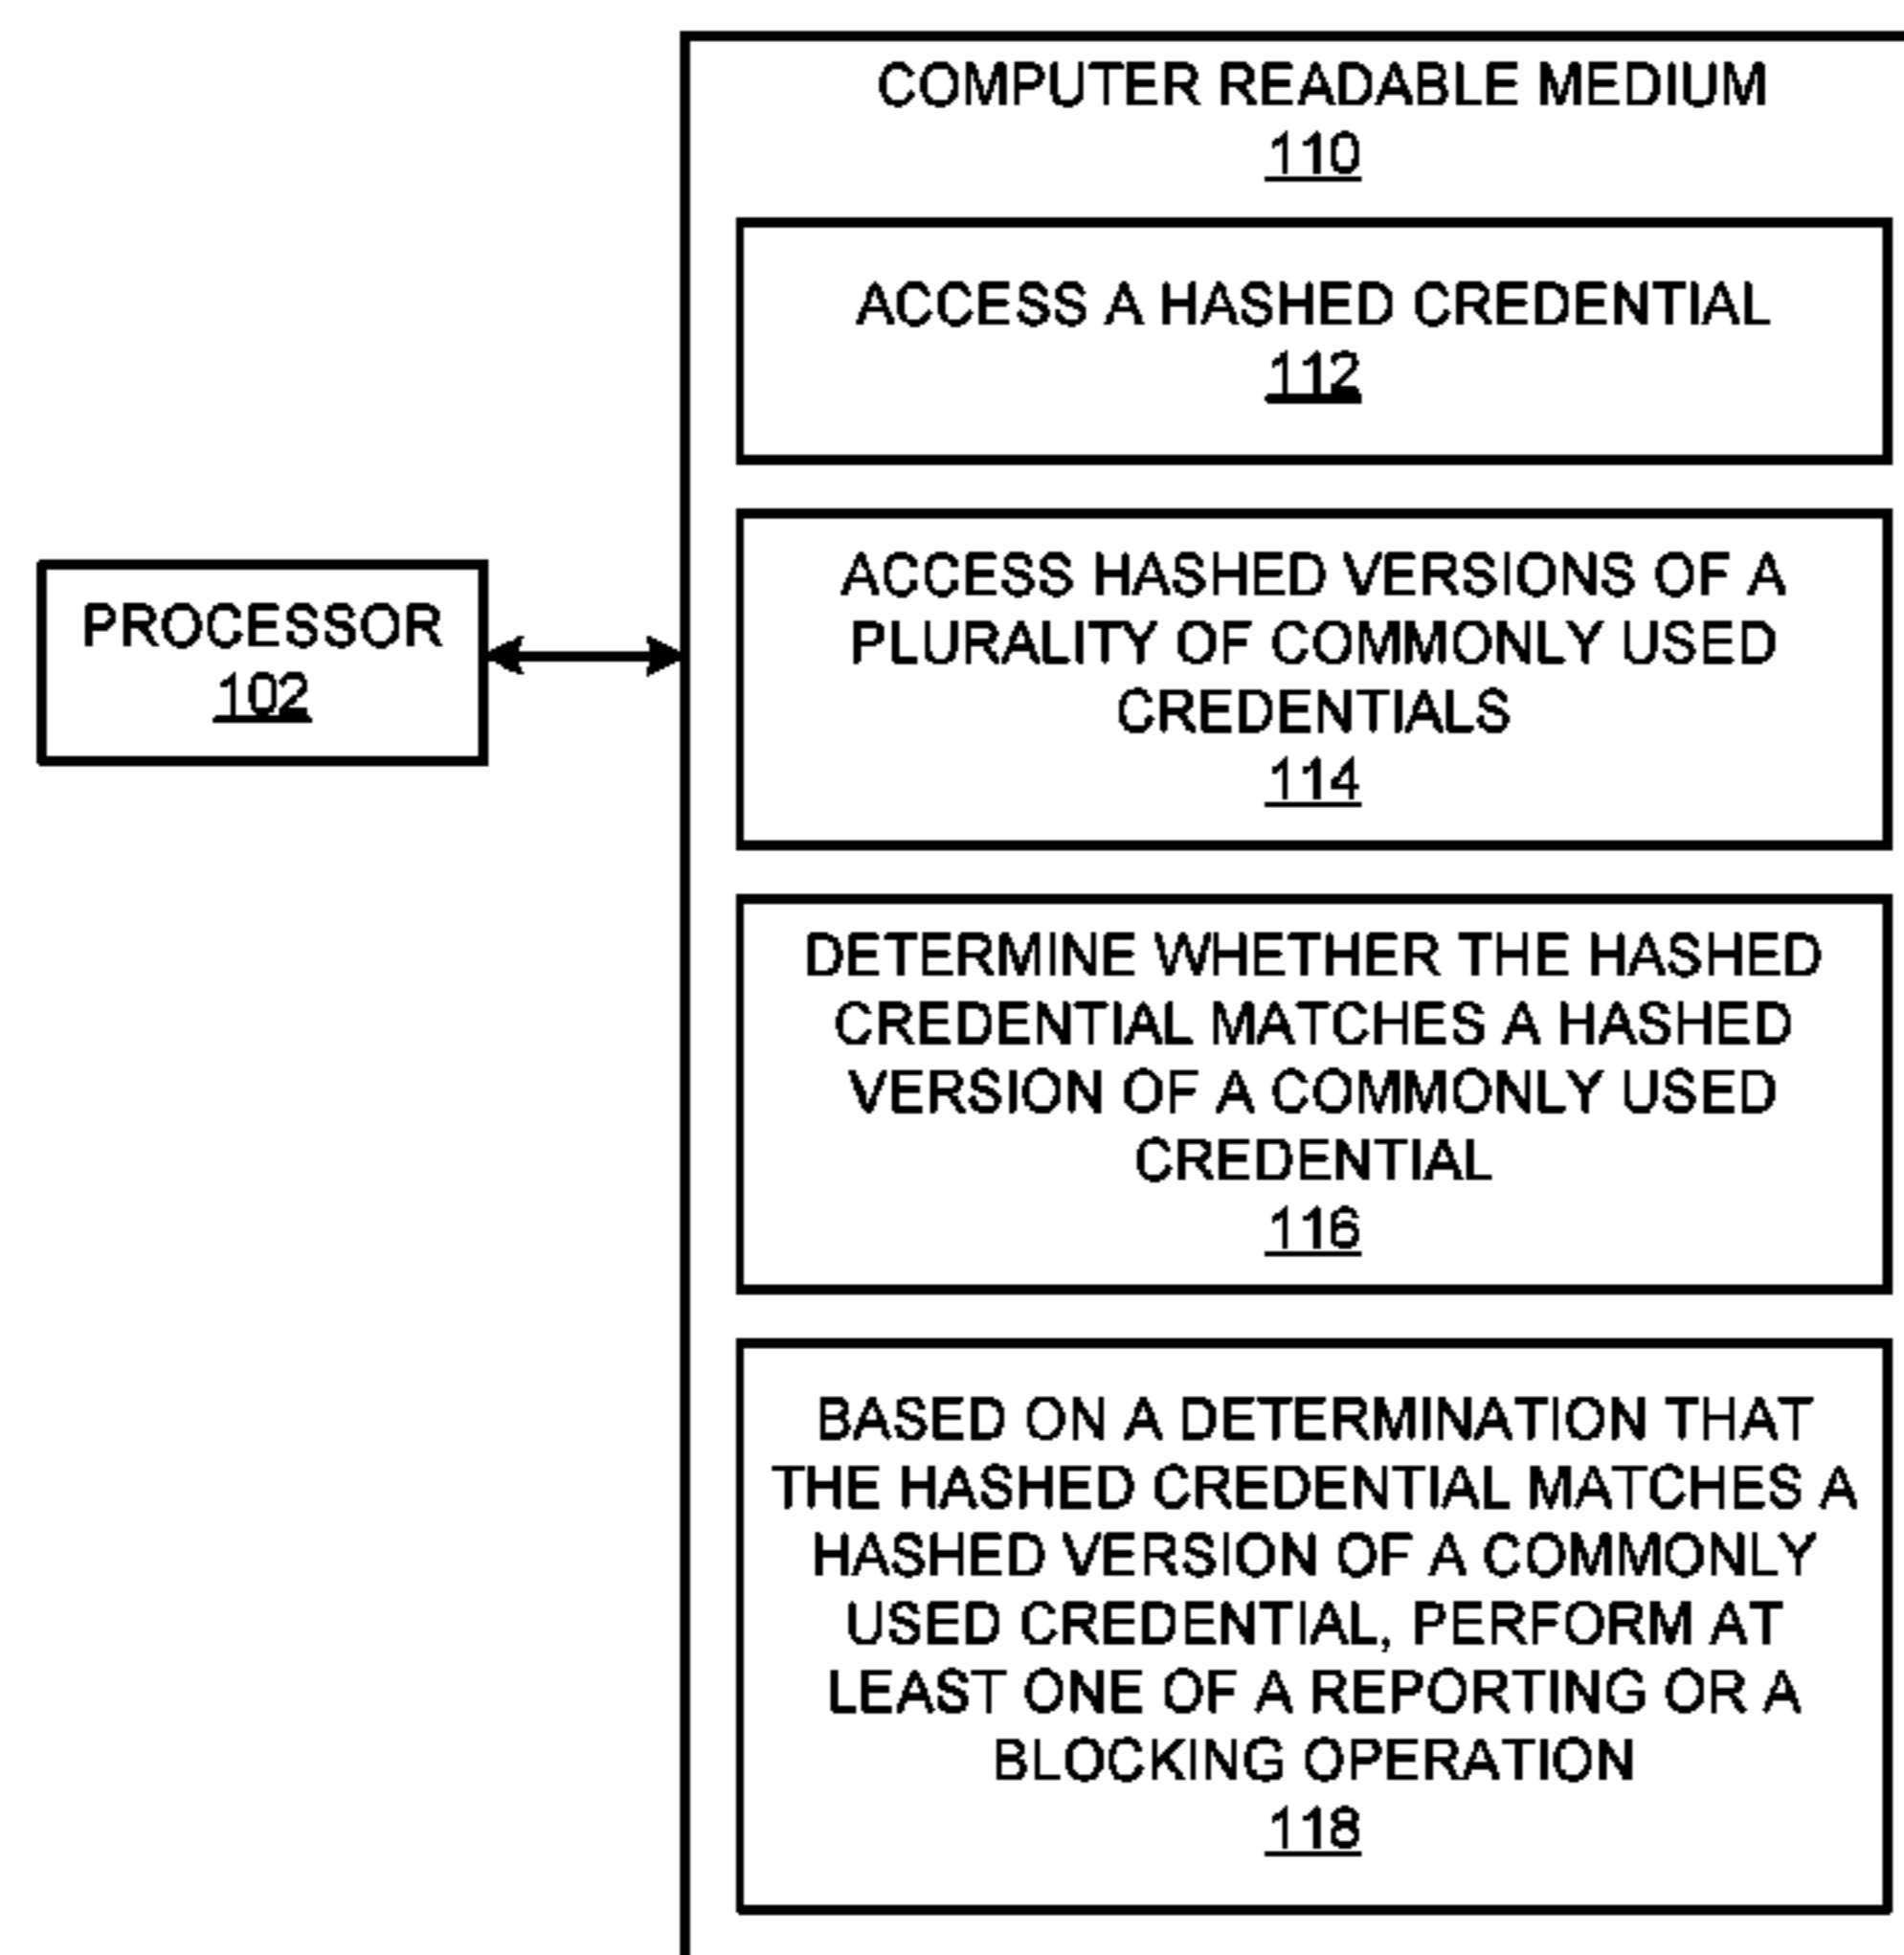 COMPUTER READABLE MEDIUM
110
ACCESS A HASHED CREDENTIAL
112
ACCESS HASHED VERSIONS OF A
PLURALITY OF COMMONLY USED
CREDENTIALS
114
PROCESSOR
102
DETERMINE WHETHER THE HASHED
CREDENTIAL MATCHES A HASHED
VERSION OF A COMMONLY USED
CREDENTIAL
116
BASED ON A DETERMINATION THAT
THE HASHED CREDENTIAL MATCHES A
HASHED VERSION OF A COMMONLY
USED CREDENTIAL, PERFORM AT
LEAST ONE OF A REPORTING OR A
BLOCKING OPERATION
118